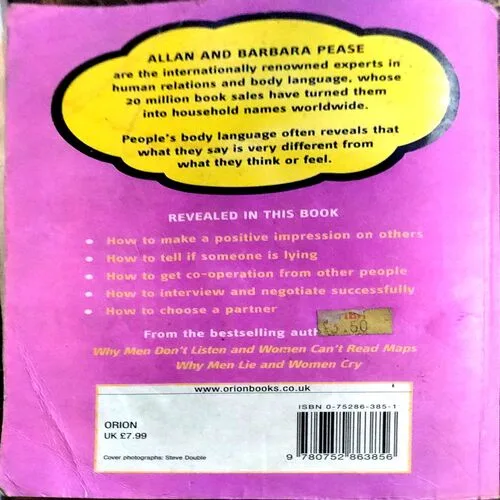 ALLAN AND BARBARA PEASE
are the internationally renowned experts in
human relations and body language, whose
20 million book sales have turned them
into household names worldwide.
People's body language often reveals that
what they say is very different from
what they think or feel.
REVEALED IN THIS BOOK
• How to make a positive impression on others
• How to tell if someone is lying
• How to get co-operation from other people
• How to interview and negotiate successfully
• How to choose a partner
From the bestselling auth
Why Men Don't Listen and Women Can't Read Maps
Why Men Lie and Women Cry
www.orionbooks.co.uk
ORION
UK £7.99
Cover photographs: Steve Double
ISBN 0-75286-385-1
9 780752 863856